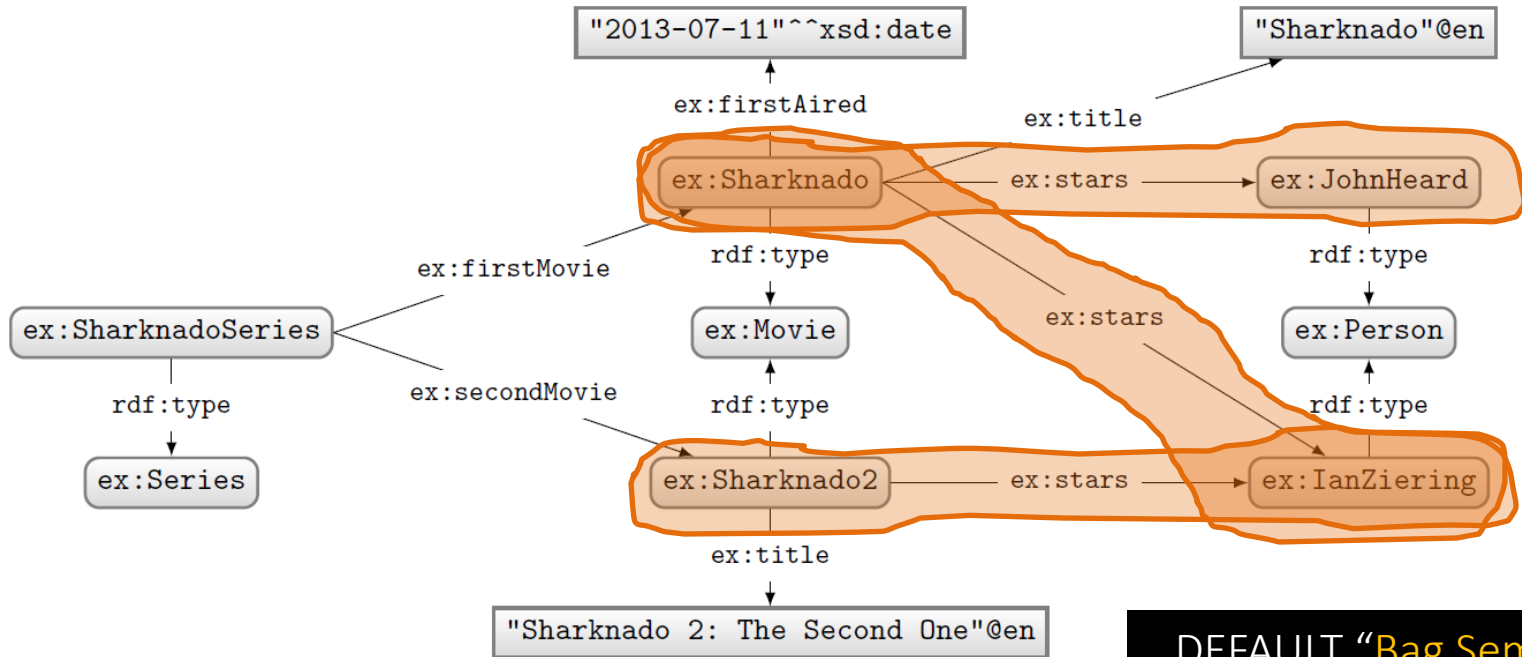 "2013-07-11"^^xsd:date
"Sharknado"@en
ex:firstAired
ex:title
ex:Sharknado
ex:stars
ex:JohnHeard
ex:firstMovie
rdf:type
rdf:type
ex:SharknadoSeries
ex:Movie
ex:stars
ex:Person
rdf:type
ex:secondMovie
rdf:type
rdf:type
ex:Series
ex:Sharknado2
ex:stars
ex:IanZiering
ex:title
"Sharknado 2: The Second One"@en
DEFAULT "Bag Sem